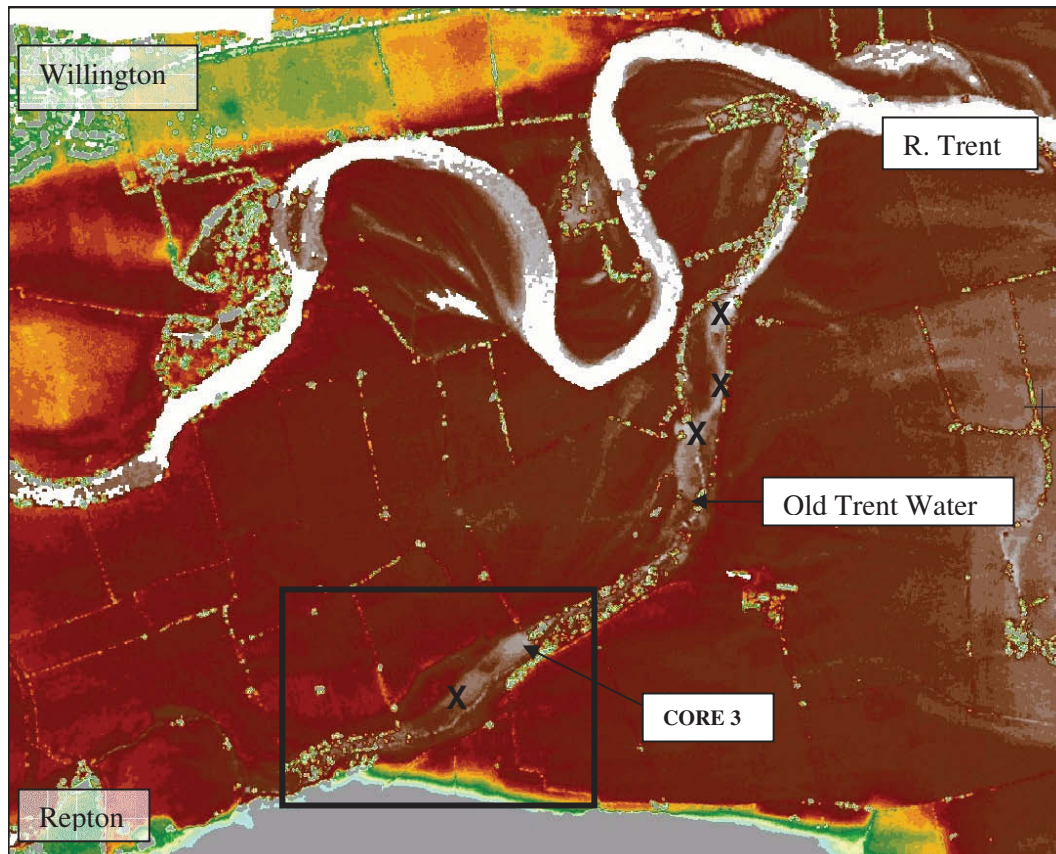 Willington
R. Trent
X
X
X
Old Trent Water
X
CORE 3
Repton